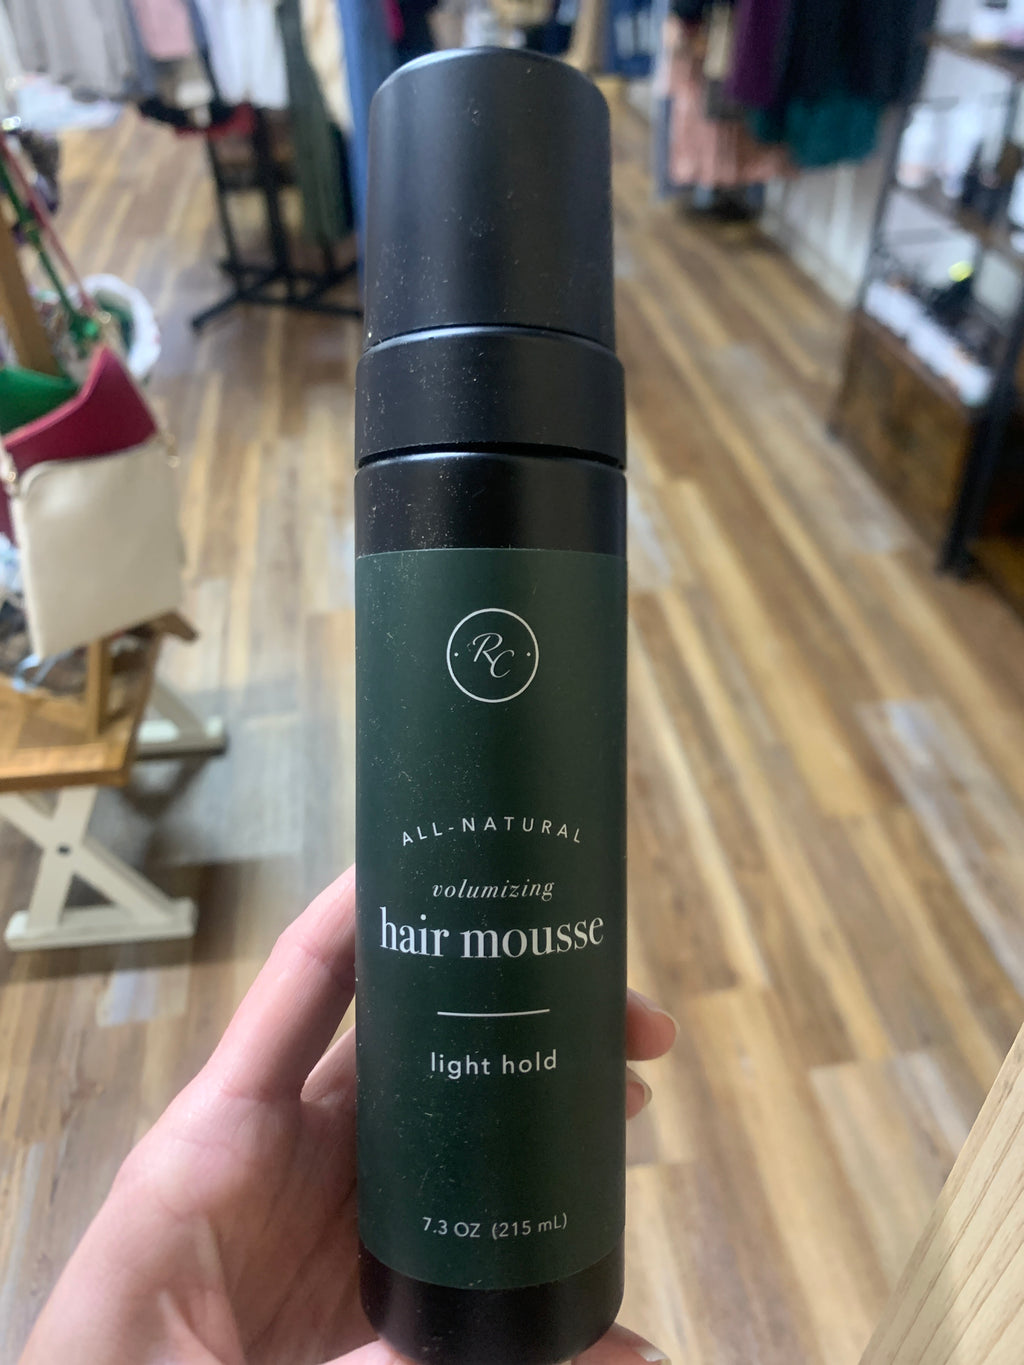 RC
ALL-NATURAL
volumizing
hair mousse
light hold
7.3 OZ (215 mL)